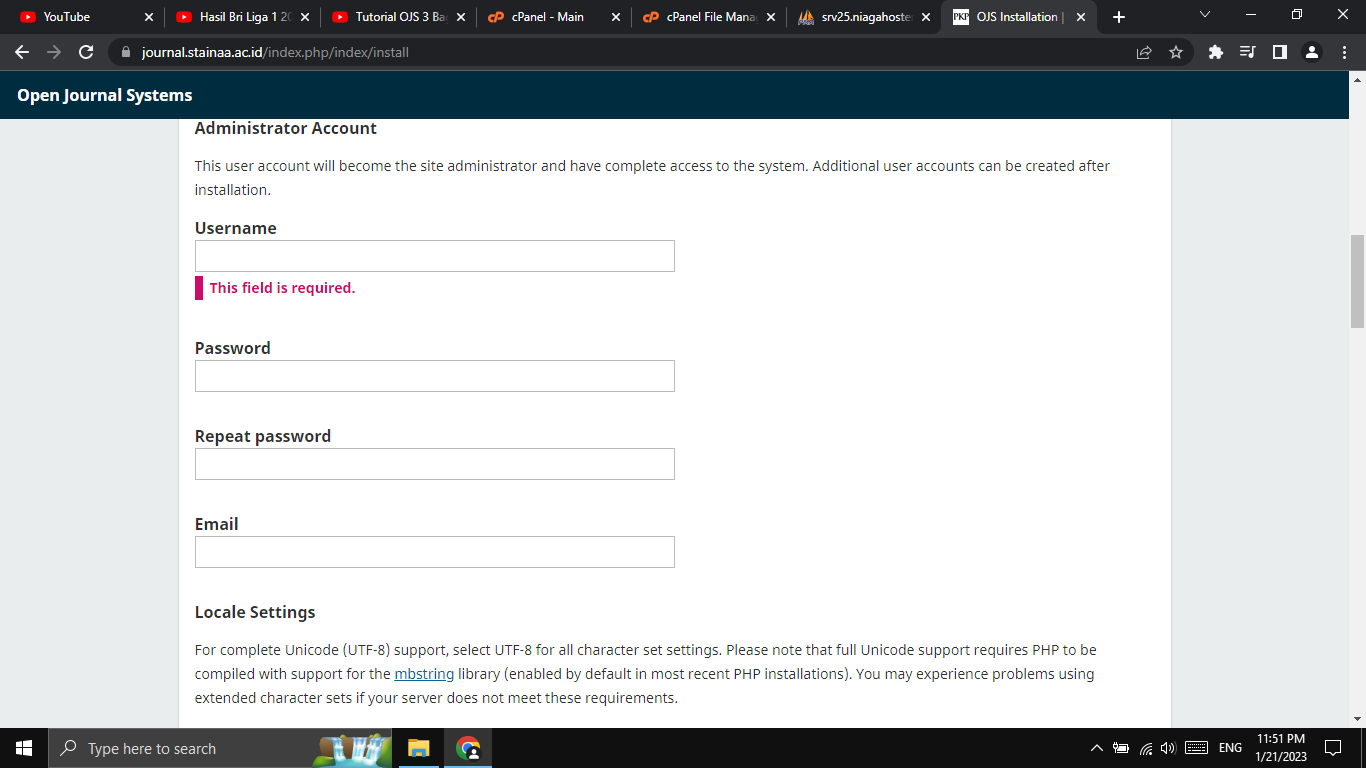 YouTube
Hasil Bri Liga 1 20
Tutorial OJS 3 Ba
cPanel - Main
cPanel File Mana
srv25.niagahoste
OJS Installation |
journal.stainaa.ac.id/index.php/index/install
Open Journal Systems
Administrator Account
This user account will become the site administrator and have complete access to the system. Additional user accounts can be created after
installation.
Username
This field is required.
Password
Repeat password
Email
Locale Settings
For complete Unicode (UTF-8) support, select UTF-8 for all character set settings. Please note that full Unicode support requires PHP to be
compiled with support for the mbstring library (enabled by default in most recent PHP installations). You may experience problems using
extended character sets if your server does not meet these requirements.
Type here to search
ENG
11:51 PM
1/21/2023